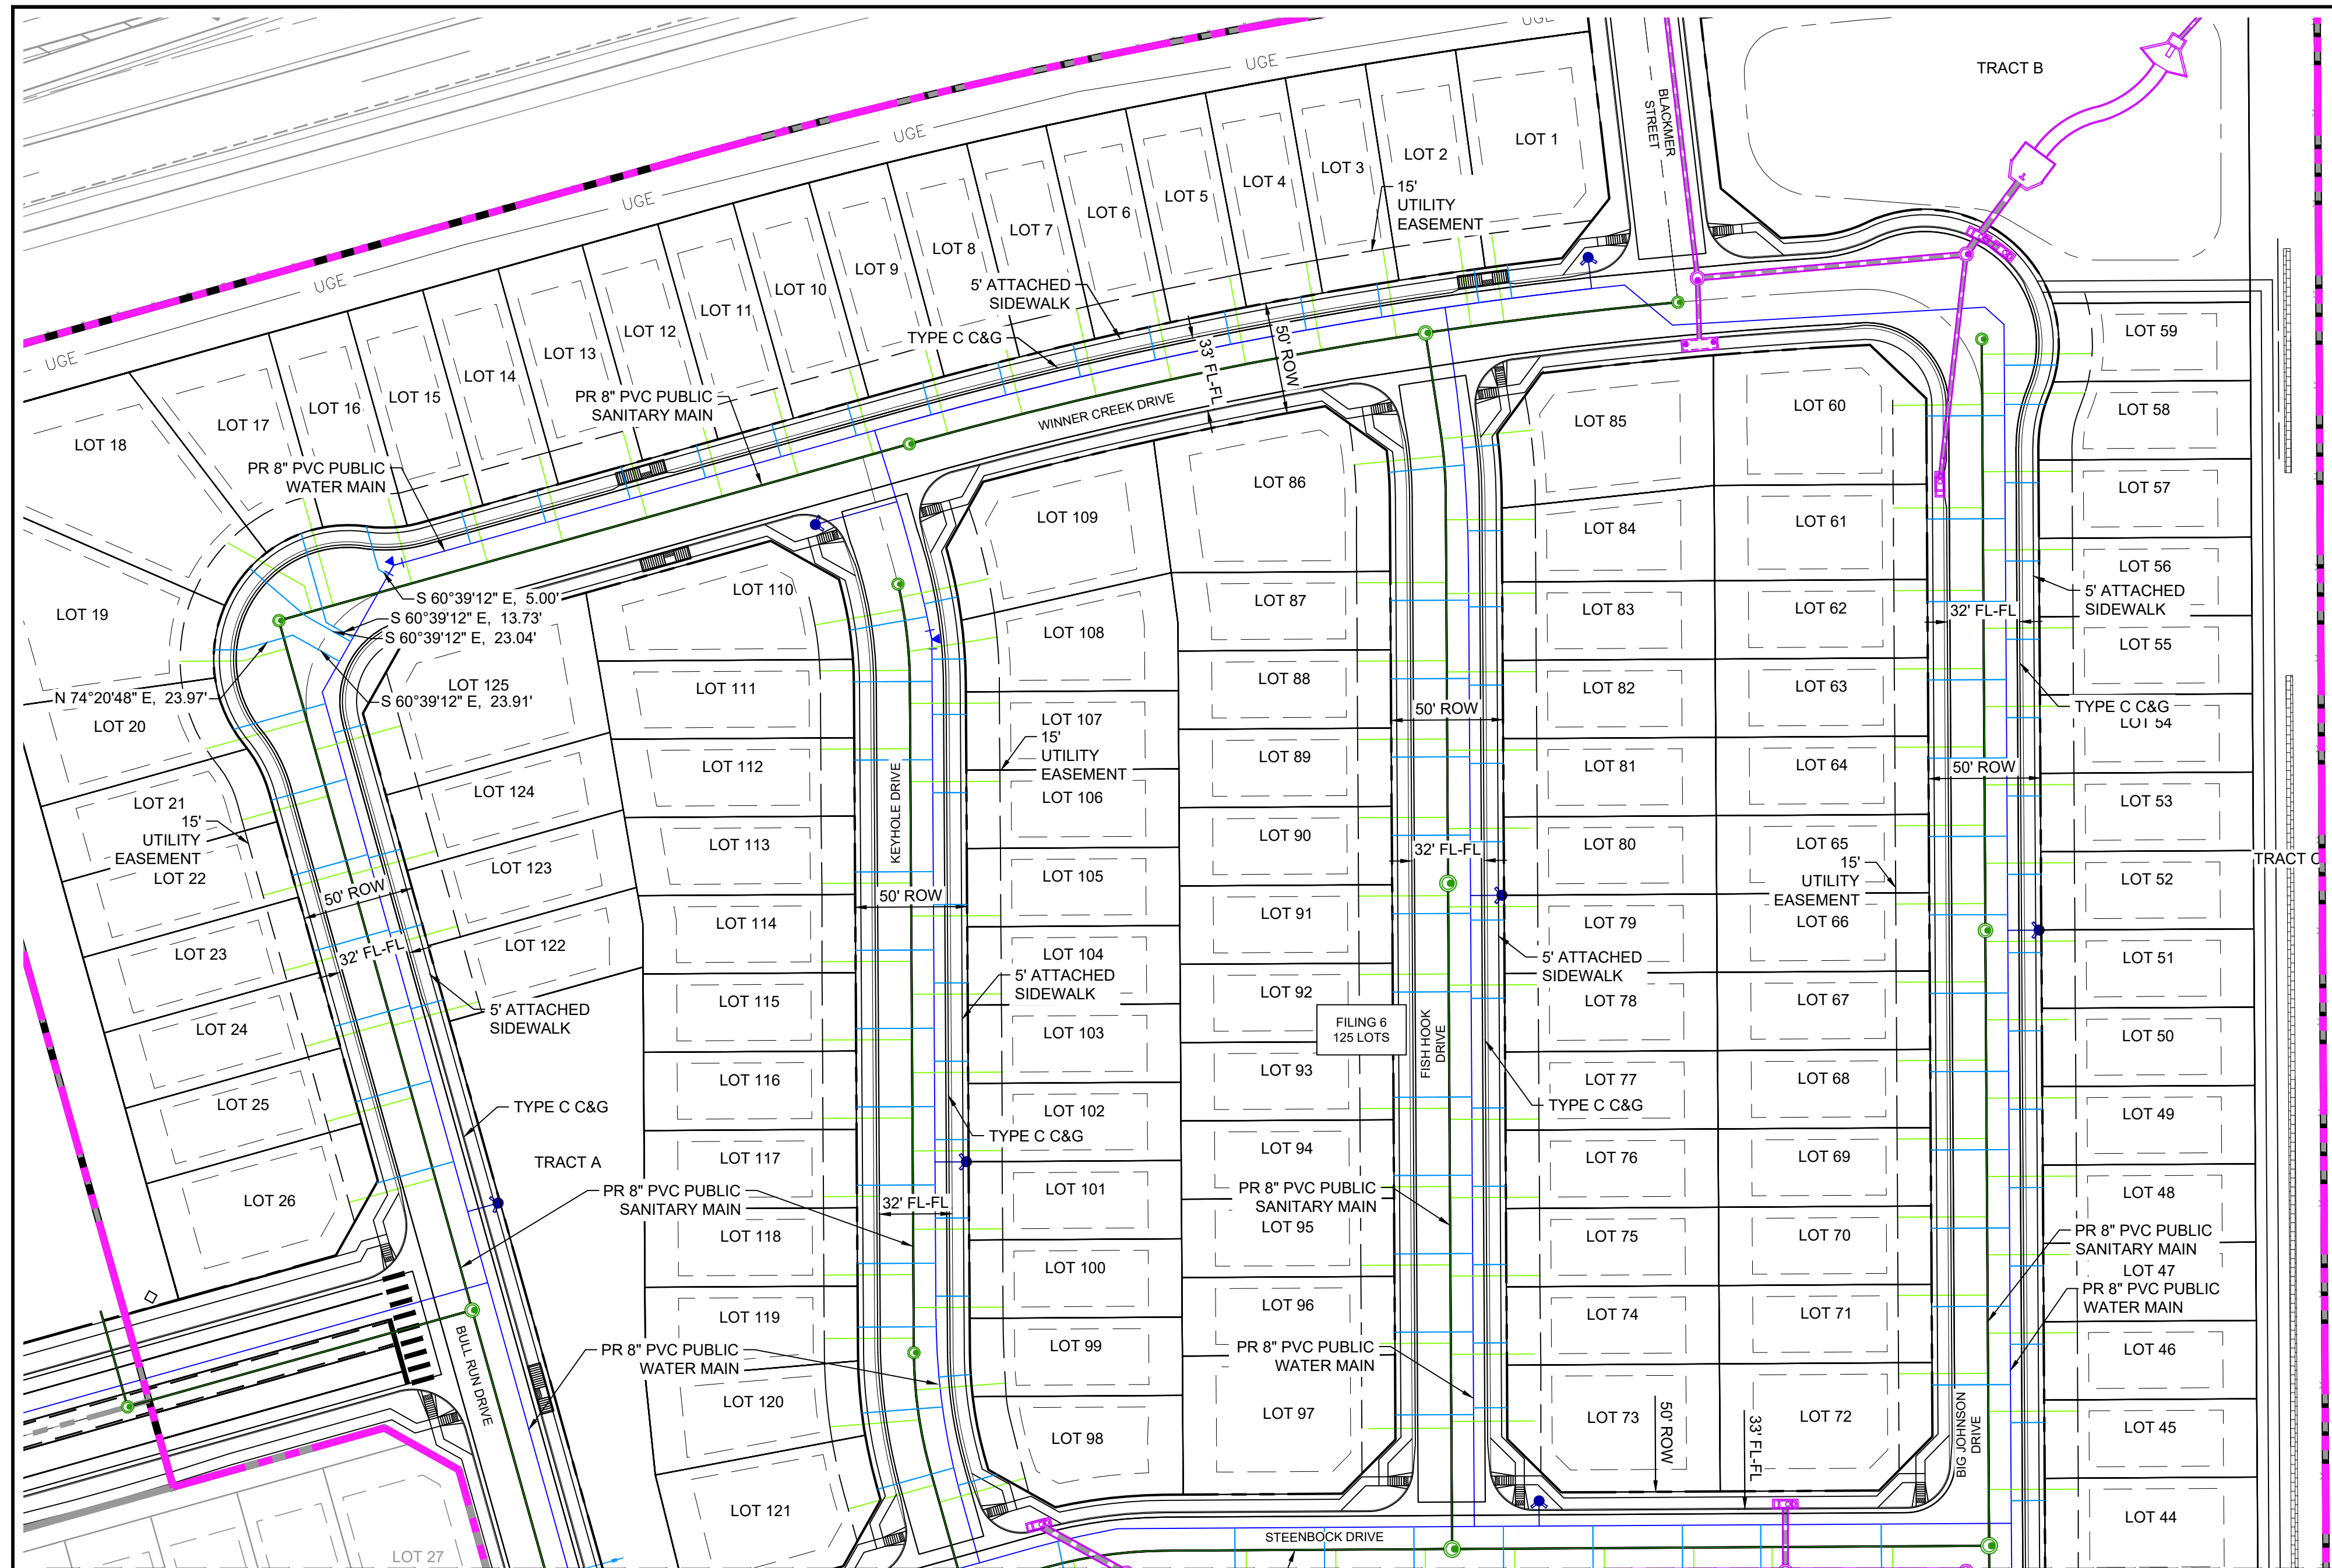 UGE
UGE
UGE
UGE
UGE
UGE
TRACT B
BLACKMER
STREET
LOT 1
LOT 2
LOT 3
LOT 4
LOT 5
LOT 6
LOT 7
LOT 8
LOT 9
LOT 10
LOT 11
LOT 12
LOT 13
LOT 14
LOT 15
LOT 16
LOT 17
LOT 18
15'
UTILITY
EASEMENT
5' ATTACHED
SIDEWALK
TYPE C C&G
33' FL-FL
50' ROW
PR 8" PVC PUBLIC
SANITARY MAIN
WINNER CREEK DRIVE
PR 8" PVC PUBLIC
WATER MAIN
S 60°39'12" E,  5.00'
S 60°39'12" E,  13.73'
S 60°39'12" E,  23.04'
N 74°20'48" E,  23.97'
S 60°39'12" E,  23.91'
LOT 19
LOT 20
LOT 21
15'
UTILITY
EASEMENT
LOT 22
LOT 23
LOT 24
LOT 25
LOT 26
50' ROW
32' FL-FL
5' ATTACHED
SIDEWALK
TYPE C C&G
TRACT A
LOT 125
LOT 124
LOT 123
LOT 122
LOT 110
LOT 111
LOT 112
LOT 113
LOT 114
LOT 115
LOT 116
LOT 117
PR 8" PVC PUBLIC
SANITARY MAIN
LOT 118
LOT 119
PR 8" PVC PUBLIC
WATER MAIN
LOT 120
LOT 121
BULL RUN DRIVE
LOT 27
KEYHOLE DRIVE
50' ROW
32' FL-FL
LOT 109
LOT 108
LOT 107
15'
UTILITY
EASEMENT
LOT 106
LOT 105
LOT 104
5' ATTACHED
SIDEWALK
LOT 103
LOT 102
TYPE C C&G
LOT 101
LOT 100
LOT 99
LOT 98
LOT 86
LOT 87
LOT 88
LOT 89
LOT 90
LOT 91
LOT 92
FILING 6
125 LOTS
LOT 93
LOT 94
PR 8" PVC PUBLIC
SANITARY MAIN
LOT 95
LOT 96
PR 8" PVC PUBLIC
WATER MAIN
LOT 97
50' ROW
32' FL-FL
FISH HOOK
DRIVE
LOT 85
LOT 84
LOT 83
LOT 82
LOT 81
LOT 80
LOT 79
5' ATTACHED
SIDEWALK
LOT 78
LOT 77
TYPE C C&G
LOT 76
LOT 75
LOT 74
LOT 73
50' ROW
33' FL-FL
LOT 60
LOT 61
LOT 62
LOT 63
LOT 64
LOT 65
15'
UTILITY
EASEMENT
LOT 66
LOT 67
LOT 68
LOT 69
LOT 70
LOT 71
LOT 72
STEENBOCK DRIVE
BIG JOHNSON
DRIVE
32' FL-FL
50' ROW
LOT 59
LOT 58
LOT 57
LOT 56
5' ATTACHED
SIDEWALK
LOT 55
TYPE C C&G
LOT 54
LOT 53
TRACT C
LOT 52
LOT 51
LOT 50
LOT 49
LOT 48
PR 8" PVC PUBLIC
SANITARY MAIN
LOT 47
PR 8" PVC PUBLIC
WATER MAIN
LOT 46
LOT 45
LOT 44